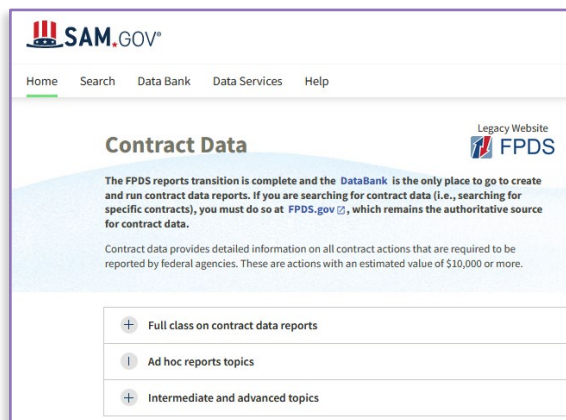 SAM.GOV®
Home Search Data Bank Data Services Help
Legacy Website
FPDS
Contract Data
The FPDS reports transition is complete and the DataBank is the only place to go to create
and run contract data reports. If you are searching for contract data (i.e., searching for
specific contracts), you must do so at FPDS.gov, which remains the authoritative source
for contract data.
Contract data provides detailed information on all contract actions that are required to be
reported by federal agencies. These are actions with an estimated value of $10,000 or more.
Full class on contract data reports
Ad hoc reports topics
Intermediate and advanced topics